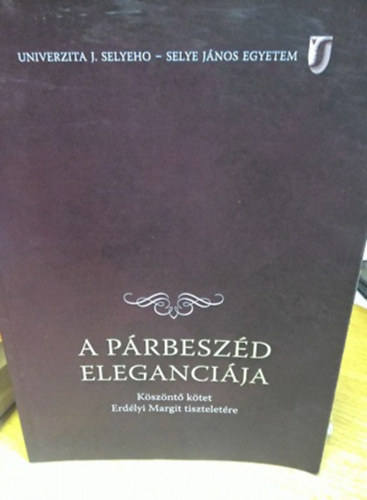 UNIVERZITA J. SELYEHO – SELYE JÁNOS EGYETEM
A PÁRBESZÉD
ELEGANCIÁJA
Köszöntő kötet
Erdélyi Margit tiszteletére